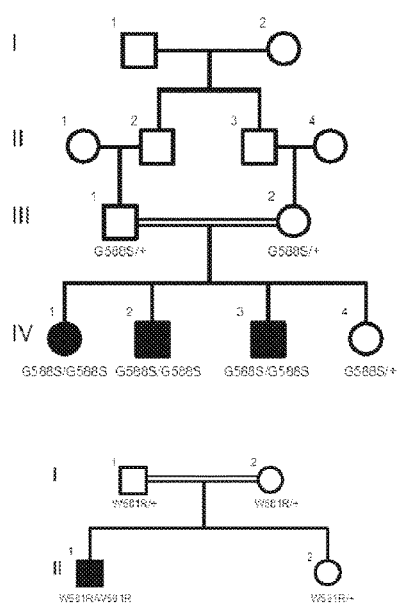 I 1 2
II 1 2 3 4
III 1 2
G588S/+ G588S/+
IV 1 2 3 4
G588S/G588S G588S/G588S G588S/G588S G588S/+
I 1 2
W581R/+ W581R/+
II 1 2
W581R/W581R W581R/+